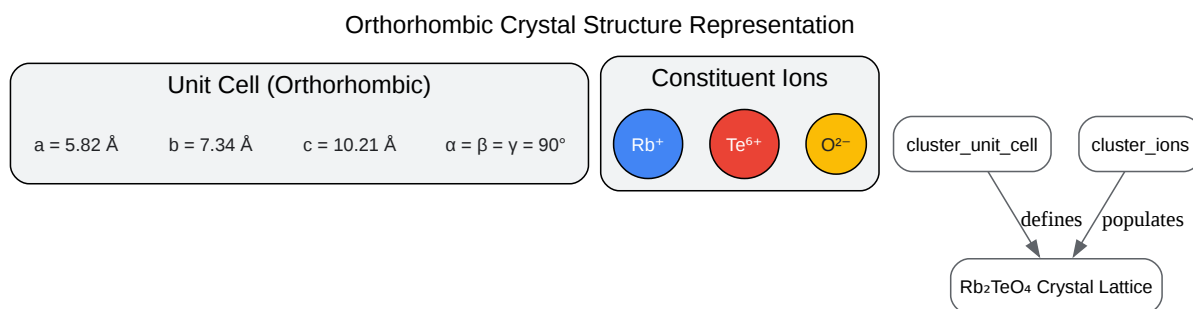 Orthorhombic Crystal Structure Representation
Unit Cell (Orthorhombic)
a = 5.82 Å
b = 7.34 Å
c = 10.21 Å
α = β = γ = 90°
Constituent Ions
Rb⁺
Te⁶⁺
O²⁻
cluster_unit_cell
cluster_ions
defines
populates
Rb₂TeO₄ Crystal Lattice